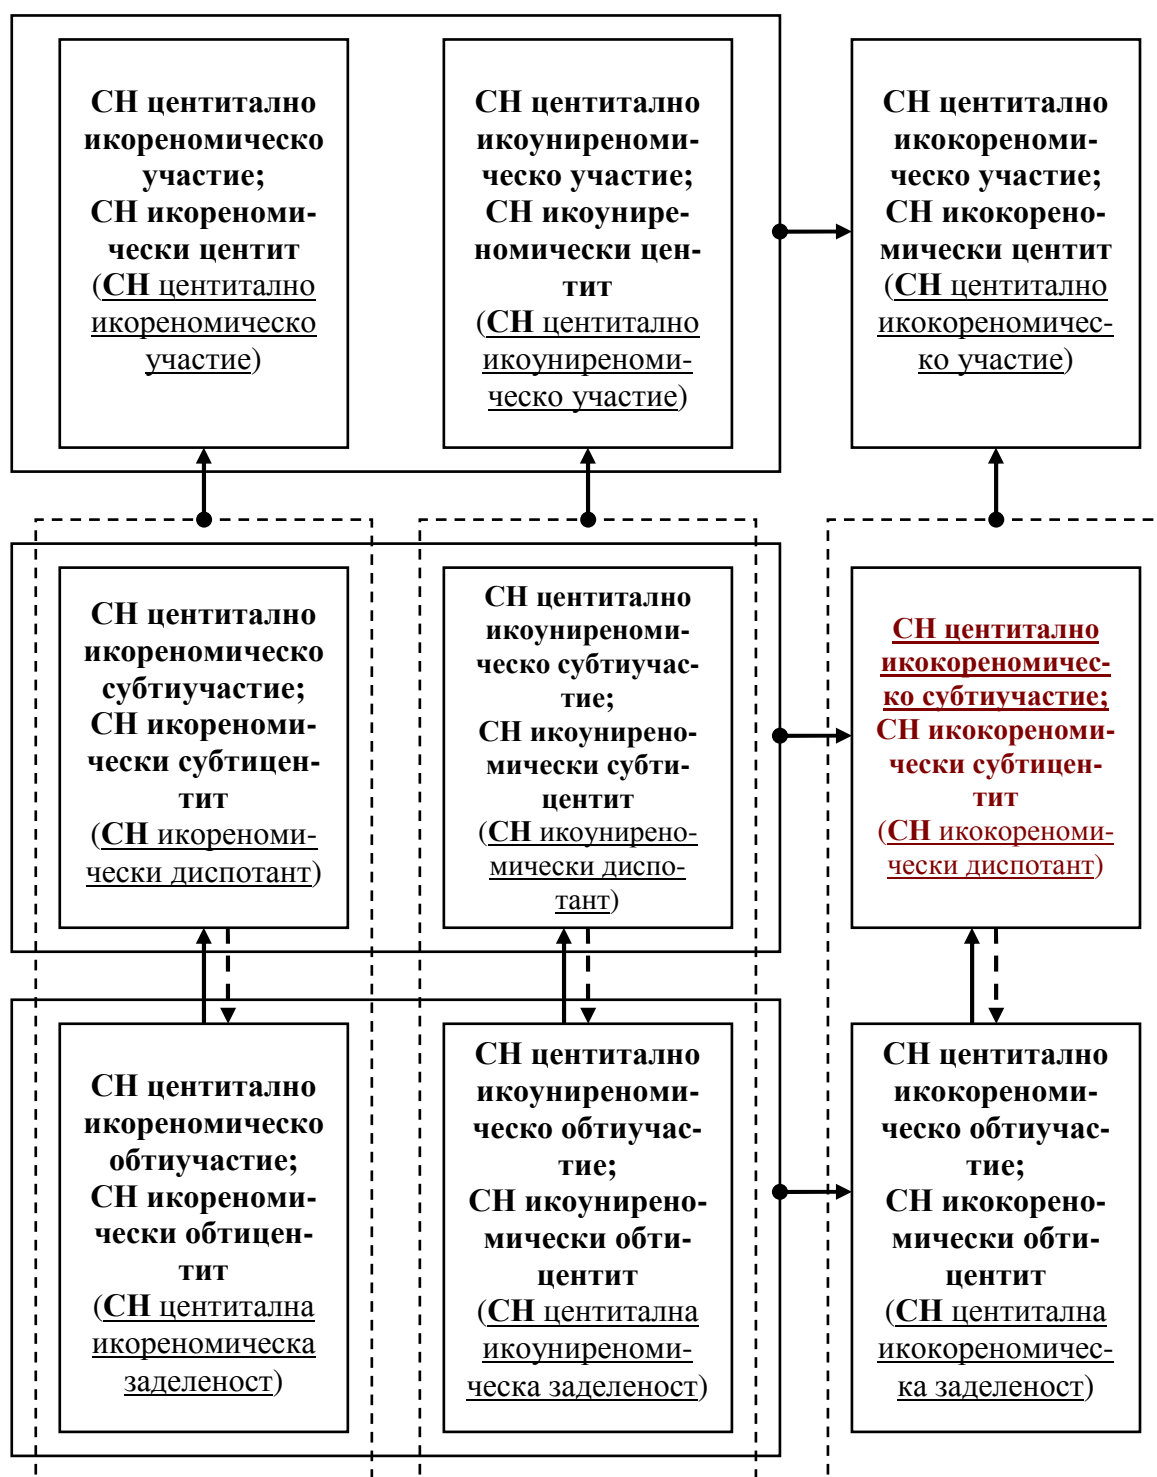 СН центитално
икореномическо
участие;
СН икореноми-
чески центит
(СН центитално
икореномическо
участие)
СН центитално
икоуниреноми-
ческо участие;
СН икоунире-
номически цен-
тит
(СН центитално
икоуниреноми-
ческо участие)
СН центитално
икокореноми-
ческо участие;
СН икокорено-
мически центит
(СН центитално
икокореномичес-
ко участие)
СН центитално
икореномическо
субтиучастие;
СН икореноми-
чески субтицен-
тит
(СН икореноми-
чески диспотант)
СН центитално
икоуниреноми-
ческо субтиучас-
тие;
СН икоунирено-
мически субти-
центит
(СН икоунирено-
мически диспо-
тант)
СН центитално
икокореномичес-
ко субтиучастие;
СН икокореноми-
чески субтицен-
тит
(СН икокореноми-
чески диспотант)
СН центитално
икореномическо
обтиучастие;
СН икореноми-
чески обтицен-
тит
(СН центитална
икореномическа
заделеност)
СН центитално
икоуниреноми-
ческо обтиучас-
тие;
СН икоунирено-
мически обти-
центит
(СН центитална
икоуниреноми-
ческа заделеност)
СН центитално
икокореноми-
ческо обтиучас-
тие;
СН икокорено-
мически обти-
центит
(СН центитална
икокореномичес-
ка заделеност)